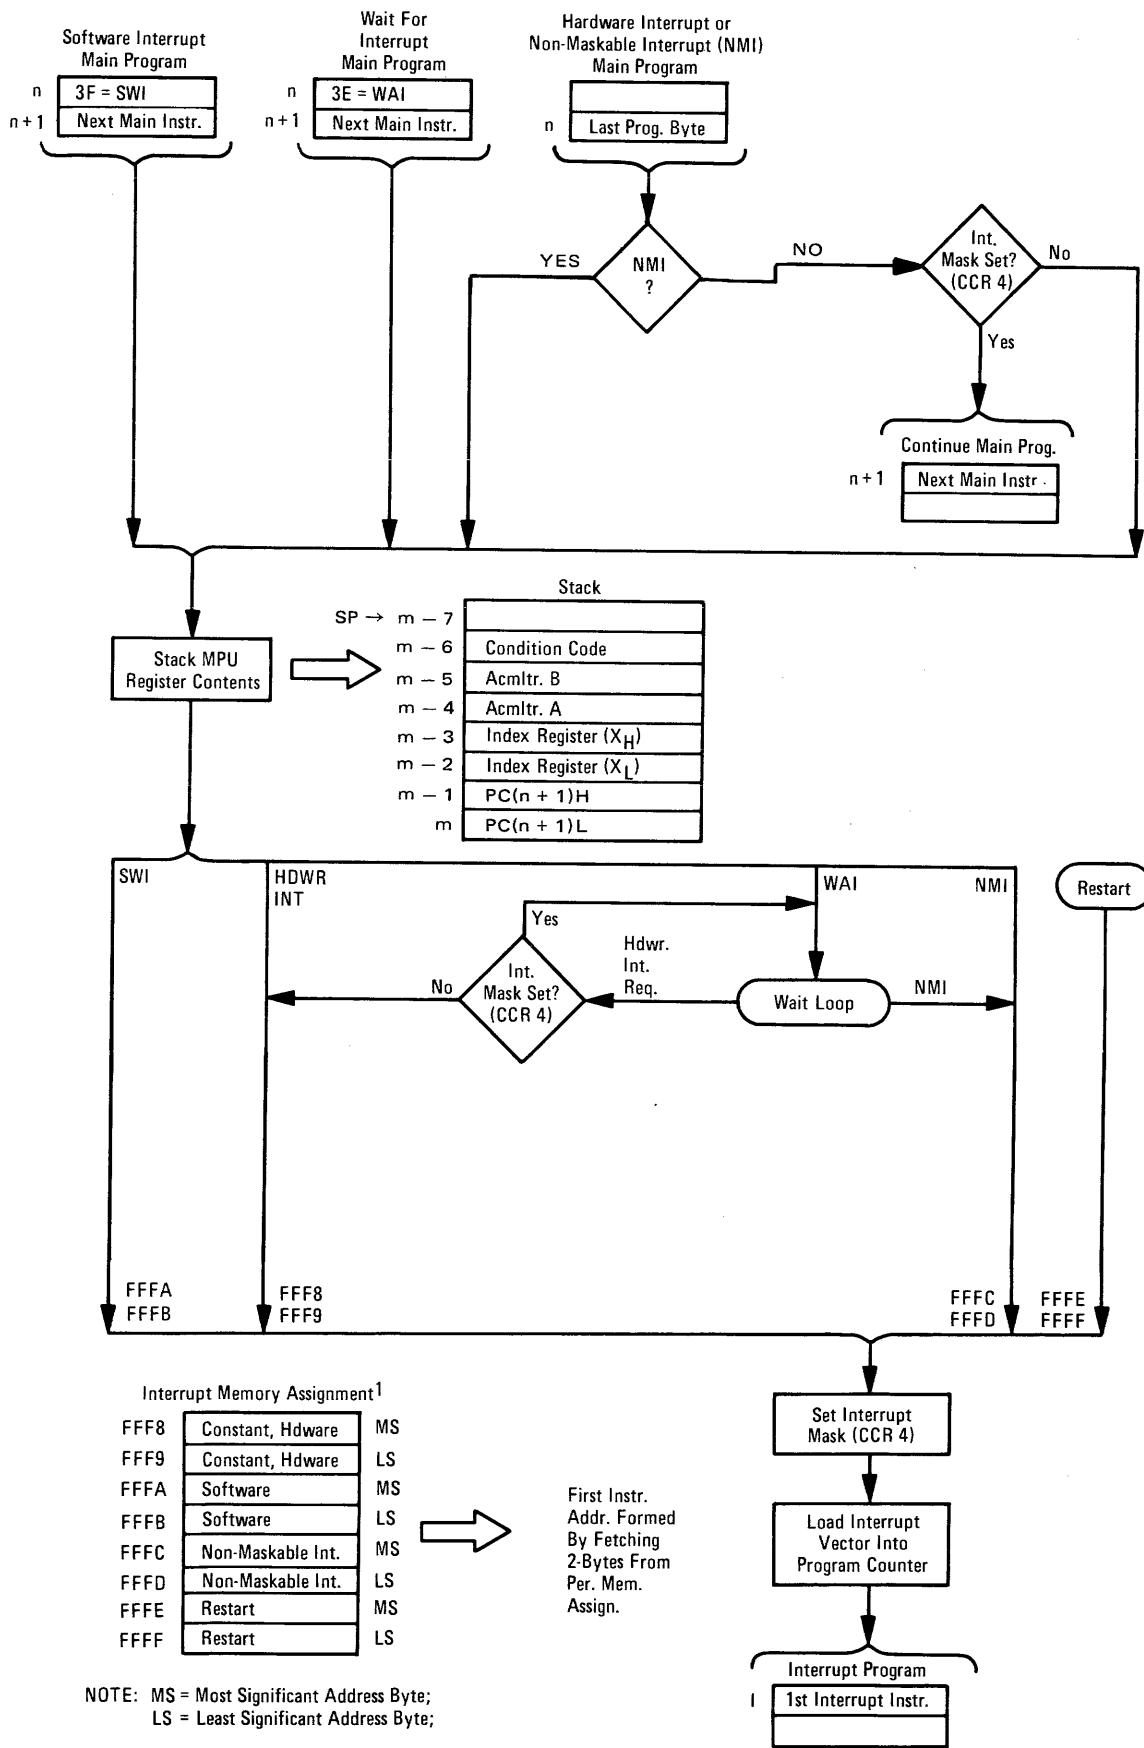 Software Interrupt
Main Program
n 3F = SWI
n+1 Next Main Instr.
Wait For
Interrupt
Main Program
n 3E = WAI
n+1 Next Main Instr.
Hardware Interrupt or
Non-Maskable Interrupt (NMI)
Main Program
n Last Prog. Byte
YES
NMI
?
NO
Int.
Mask Set?
(CCR 4)
No
Yes
Continue Main Prog.
n+1 Next Main Instr.
Stack MPU
Register Contents
Stack
SP → m – 7
m – 6 Condition Code
m – 5 Acmltr. B
m – 4 Acmltr. A
m – 3 Index Register (XH)
m – 2 Index Register (XL)
m – 1 PC(n + 1)H
m PC(n + 1)L
SWI
HDWR
INT
WAI
NMI
Restart
Yes
Int.
Mask Set?
(CCR 4)
No
Hdwr.
Int.
Req.
Wait Loop
NMI
FFFA
FFFB
FFF8
FFF9
FFFC
FFFD
FFFE
FFFF
Interrupt Memory Assignment1
FFF8 Constant, Hdware MS
FFF9 Constant, Hdware LS
FFFA Software MS
FFFB Software LS
FFFC Non-Maskable Int. MS
FFFD Non-Maskable Int. LS
FFFE Restart MS
FFFF Restart LS
First Instr.
Addr. Formed
By Fetching
2-Bytes From
Per. Mem.
Assign.
Set Interrupt
Mask (CCR 4)
Load Interrupt
Vector Into
Program Counter
Interrupt Program
I 1st Interrupt Instr.
NOTE: MS = Most Significant Address Byte;
LS = Least Significant Address Byte;